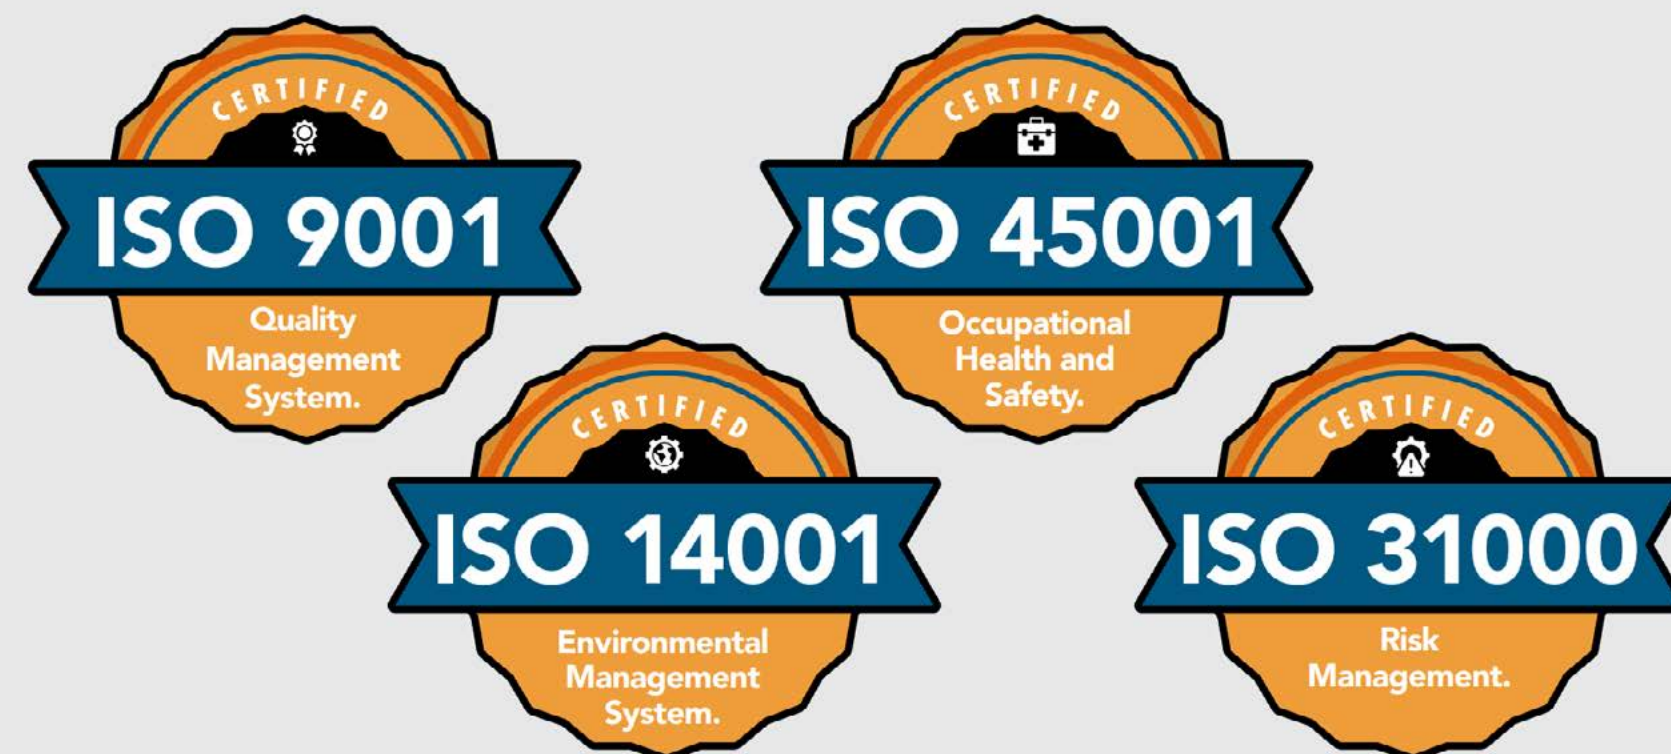 CERTIFIED
ISO 9001
Quality
Management
System.
CERTIFIED
ISO 45001
Occupational
Health and
Safety.
CERTIFIED
ISO 14001
Environmental
Management
System.
CERTIFIED
ISO 31000
Risk
Management.